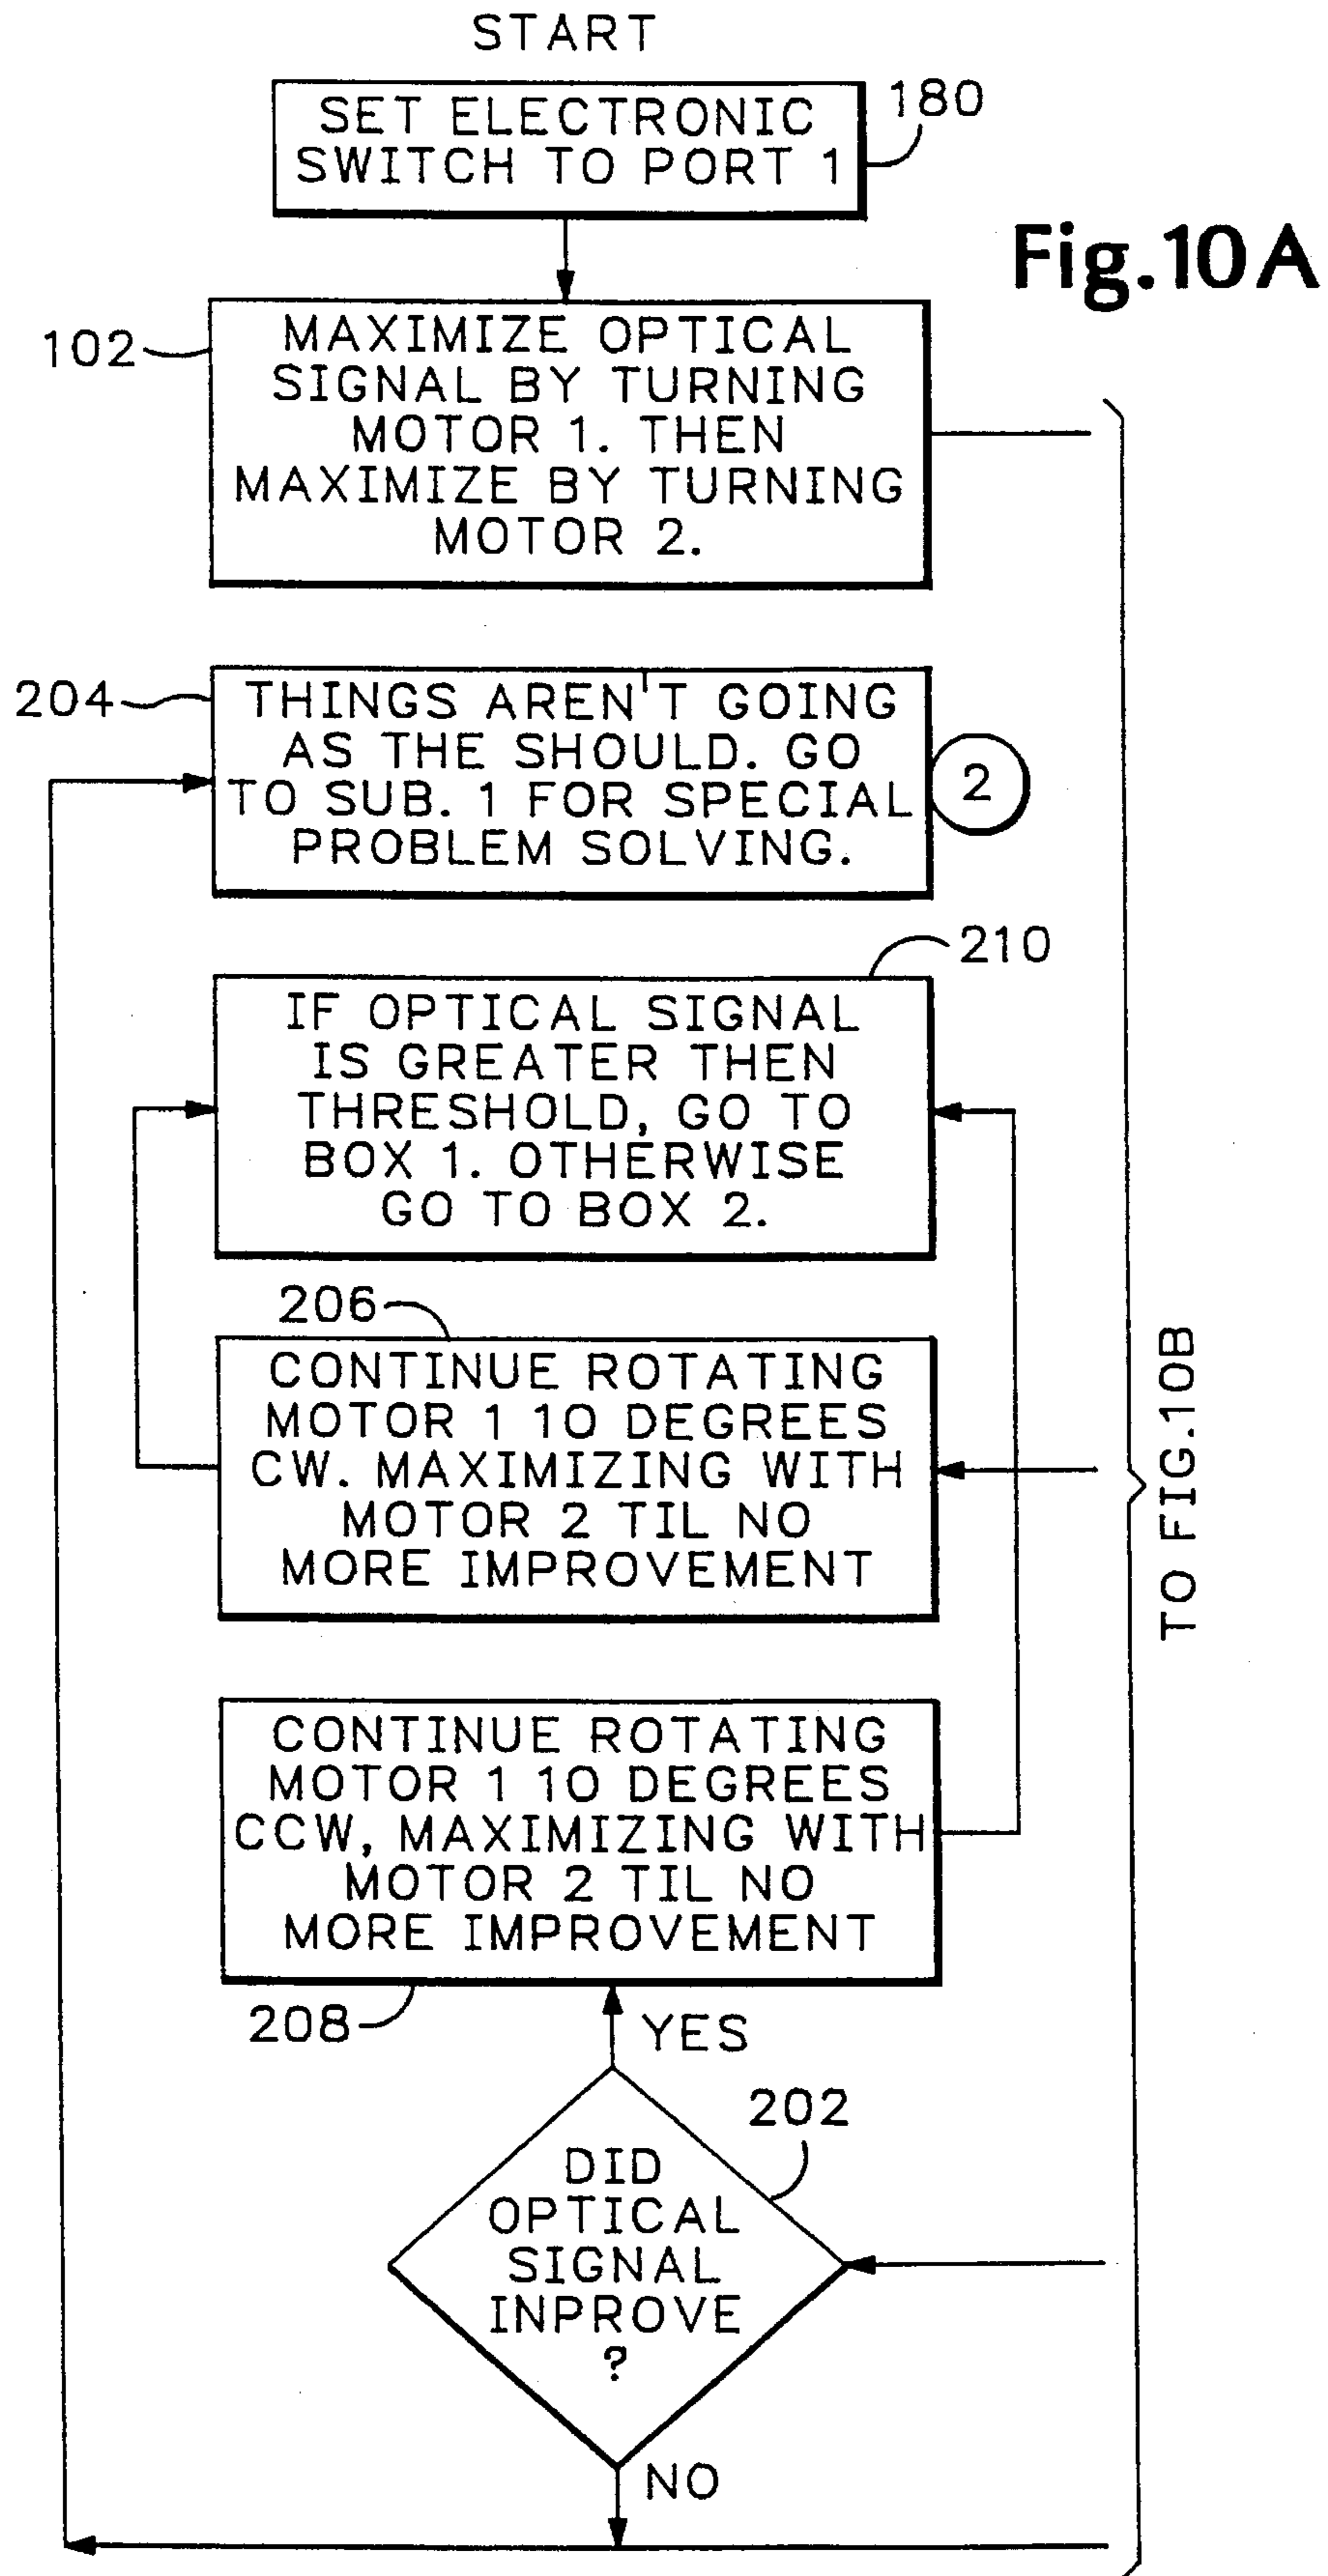 START
SET ELECTRONIC
SWITCH TO PORT 1
180
Fig.10A
102
MAXIMIZE OPTICAL
SIGNAL BY TURNING
MOTOR 1. THEN
MAXIMIZE BY TURNING
MOTOR 2.
204
THINGS AREN'T GOING
AS THE SHOULD. GO
TO SUB. 1 FOR SPECIAL
PROBLEM SOLVING.
2
210
IF OPTICAL SIGNAL
IS GREATER THEN
THRESHOLD, GO TO
BOX 1. OTHERWISE
GO TO BOX 2.
206
CONTINUE ROTATING
MOTOR 1 10 DEGREES
CW. MAXIMIZING WITH
MOTOR 2 TIL NO
MORE IMPROVEMENT
TO FIG.10B
CONTINUE ROTATING
MOTOR 1 10 DEGREES
CCW, MAXIMIZING WITH
MOTOR 2 TIL NO
MORE IMPROVEMENT
208
YES
202
DID
OPTICAL
SIGNAL
INPROVE
?
NO